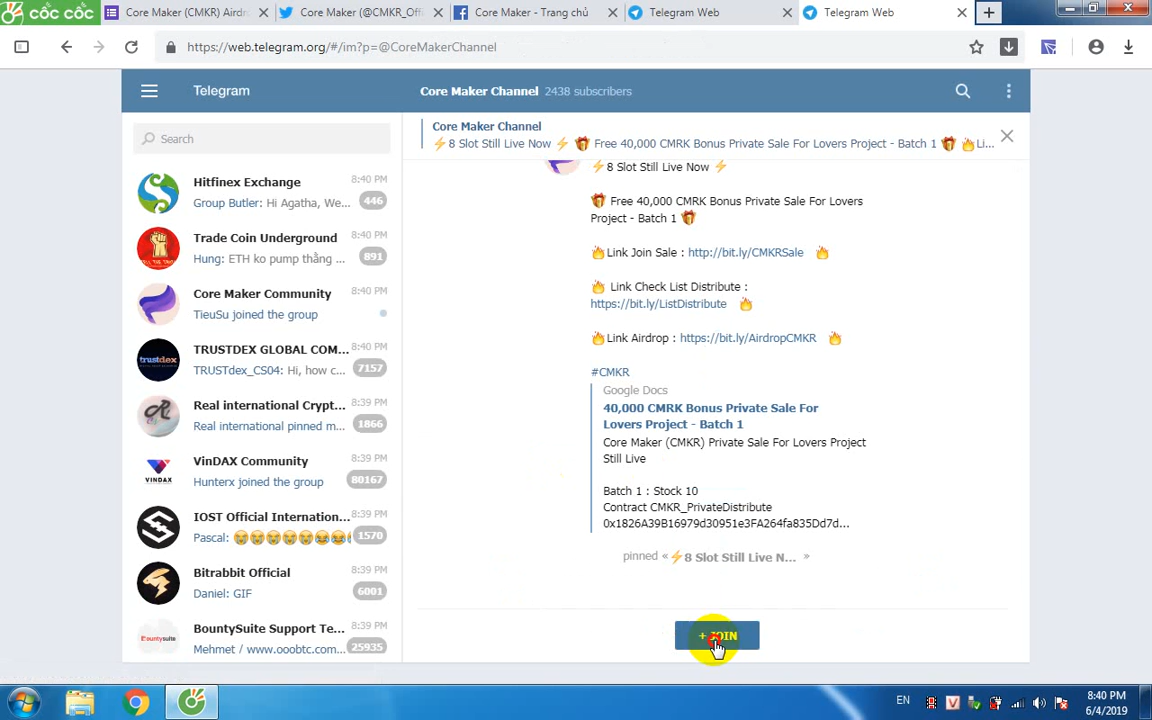 cốc cốc
Core Maker (CMKR) Airdro
Core Maker (@CMKR_Offi
Core Maker - Trang chủ
Telegram Web
Telegram Web
https://web.telegram.org/#/im?p=@CoreMakerChannel
Telegram
Core Maker Channel 2438 subscribers
Search
Core Maker Channel
⚡8 Slot Still Live Now ⚡ 🎁 Free 40,000 CMKR Bonus Private Sale For Lovers Project - Batch 1 🎁 🔥Li...
Hitfinex Exchange 8:40 PM
Group Butler: Hi Agatha, We... 446
Trade Coin Underground 8:40 PM
Hung: ETH ko pump thẳng ... 891
Core Maker Community 8:40 PM
TieuSu joined the group
TRUSTDEX GLOBAL COM... 8:40 PM
TRUSTdex_CS04: Hi, how c... 7157
trustdex
Real international Crypt... 8:39 PM
Real international pinned m... 1866
VinDAX Community 8:39 PM
Hunterx joined the group 80167
VINDAX
IOST Official Internation... 8:39 PM
Pascal: 😭😭😭😭😭😂😂 1570
Bitrabbit Official 8:39 PM
Daniel: GIF 6001
BountySuite Support Te... 8:39 PM
Mehmet / www.ooobtc.com... 25935
BountySuite
⚡8 Slot Still Live Now ⚡
🎁 Free 40,000 CMRK Bonus Private Sale For Lovers
Project - Batch 1 🎁
🔥Link Join Sale : http://bit.ly/CMKRSale 🔥
🔥 Link Check List Distribute :
https://bit.ly/ListDistribute 🔥
🔥Link Airdrop : https://bit.ly/AirdropCMKR 🔥
#CMKR
Google Docs
40,000 CMRK Bonus Private Sale For
Lovers Project - Batch 1
Core Maker (CMKR) Private Sale For Lovers Project
Still Live
Batch 1 : Stock 10
Contract CMKR_PrivateDistribute
0x1826A39B16979d30951e3FA264fa835Dd7d...
pinned «⚡8 Slot Still Live N... »
+ JOIN
EN
8:40 PM
6/4/2019